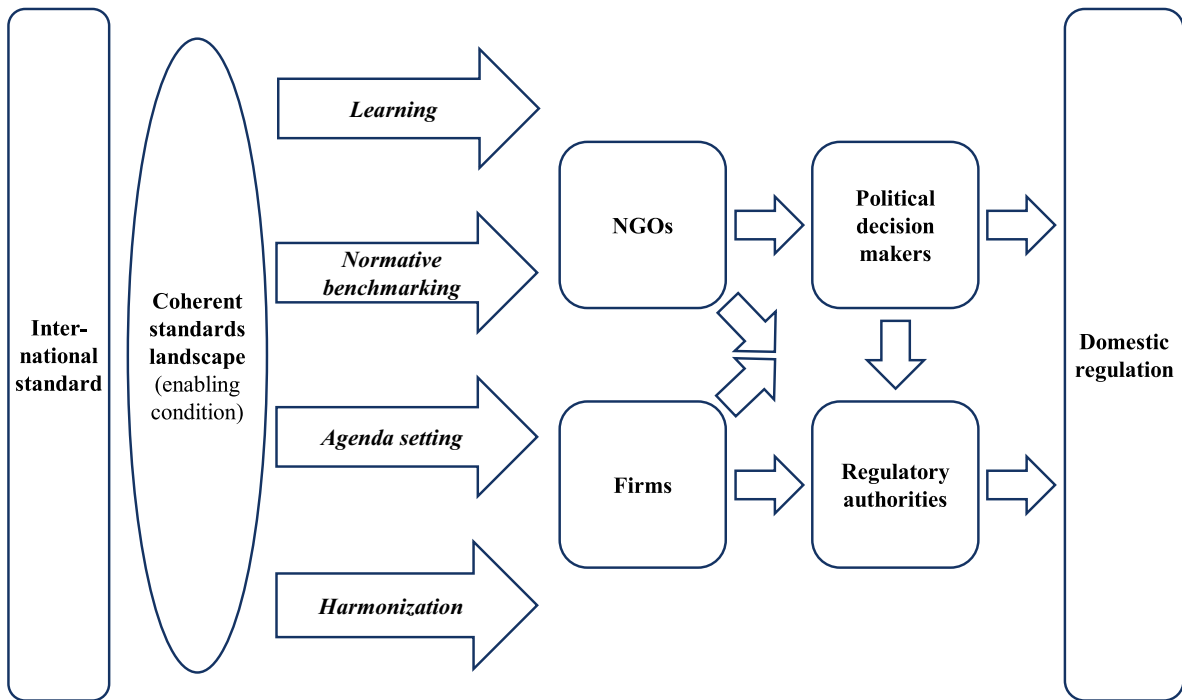 Inter-
national
standard
Coherent
standards
landscape
(enabling
condition)
Learning
Normative
benchmarking
Agenda setting
Harmonization
NGOs
Firms
Political
decision
makers
Regulatory
authorities
Domestic
regulation